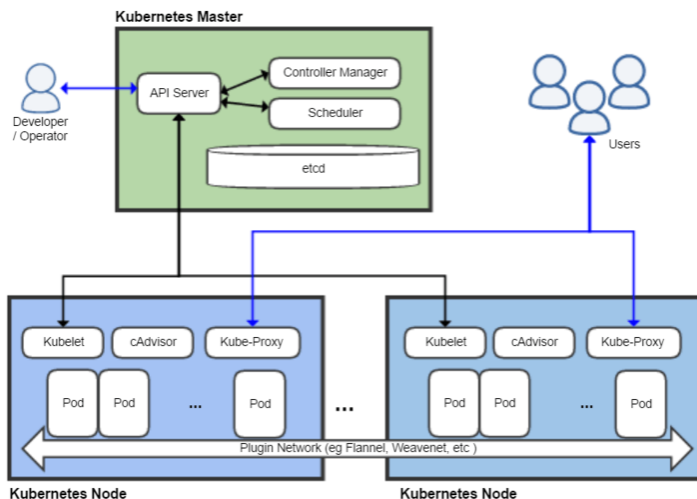 Kubernetes Master
API Server
Controller Manager
Scheduler
etcd
Developer
/ Operator
Users
Kubelet
cAdvisor
Kube-Proxy
Pod
Pod
...
Pod
...
Kubelet
cAdvisor
Kube-Proxy
Pod
Pod
...
Pod
Plugin Network (eg Flannel, Weavenet, etc )
Kubernetes Node
Kubernetes Node